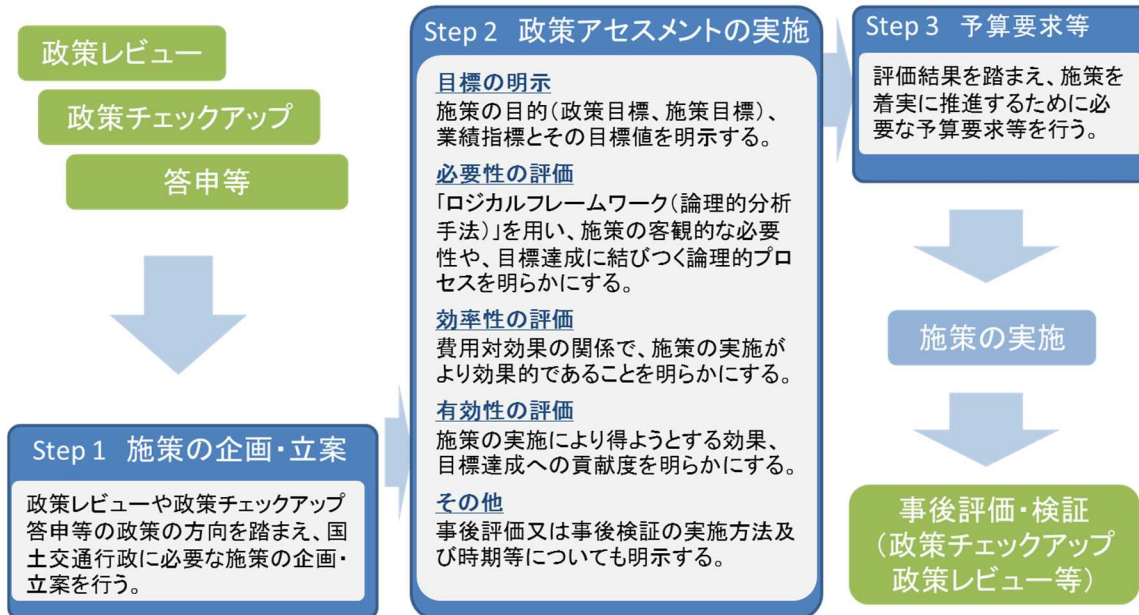 政策レビュー
政策チェックアップ
答申等
Step 1 施策の企画・立案
政策レビューや政策チェックアップ
答申等の政策の方向を踏まえ、国
土交通行政に必要な施策の企画・
立案を行う。
Step 2 政策アセスメントの実施
目標の明示
施策の目的(政策目標、施策目標)、
業績指標とその目標値を明示する。
必要性の評価
「ロジカルフレームワーク(論理的分析
手法)」を用い、施策の客観的な必要
性や、目標達成に結びつく論理的プロ
セスを明らかにする。
効率性の評価
費用対効果の関係で、施策の実施が
より効果的であることを明らかにする。
有効性の評価
施策の実施により得ようとする効果、
目標達成への貢献度を明らかにする。
その他
事後評価又は事後検証の実施方法及
び時期等についても明示する。
Step 3 予算要求等
評価結果を踏まえ、施策を
着実に推進するために必
要な予算要求等を行う。
施策の実施
事後評価・検証
(政策チェックアップ
政策レビュー等)